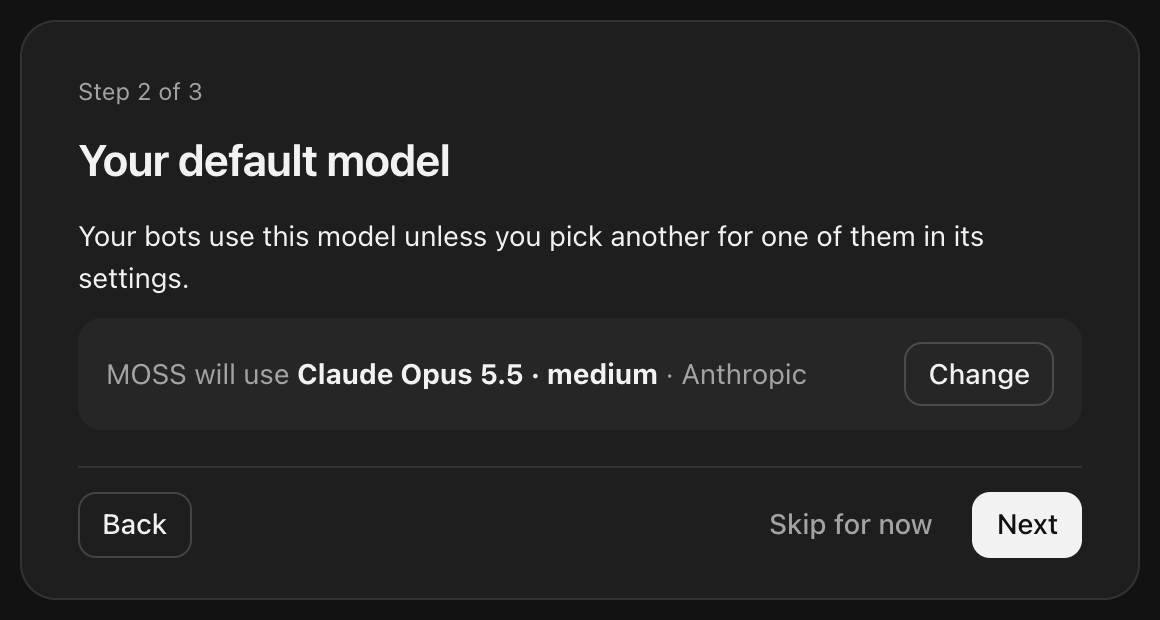 Step 2 of 3
Your default model
Your bots use this model unless you pick another for one of them in its
settings.
MOSS will use Claude Opus 5.5 · medium · Anthropic
Change
Back
Skip for now
Next